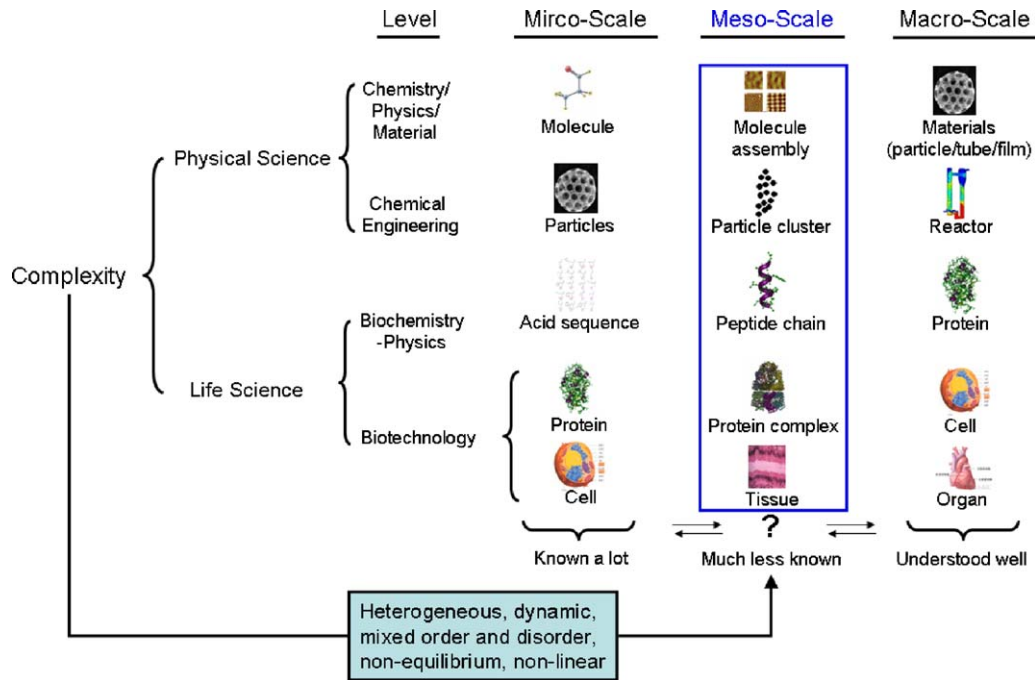 Level
Mirco-Scale
Meso-Scale
Macro-Scale
Chemistry/
Physics/
Material
Molecule
Molecule
assembly
Materials
(particle/tube/film)
Physical Science
Chemical
Engineering
Particles
Particle cluster
Reactor
Complexity
Biochemistry
-Physics
Acid sequence
Peptide chain
Protein
Life Science
Biotechnology
Protein
Protein complex
Cell
Cell
Tissue
Organ
?
Known a lot
Much less known
Understood well
Heterogeneous, dynamic,
mixed order and disorder,
non-equilibrium, non-linear